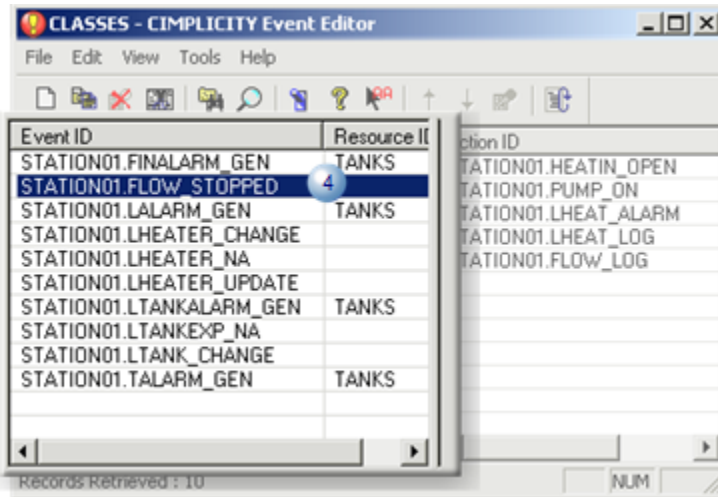 CLASSES - CIMPLICITY Event Editor
File Edit View Tools Help
Event ID Resource ID
STATION01.FINALARM_GEN TANKS
STATION01.FLOW_STOPPED 4
STATION01.LALARM_GEN TANKS
STATION01.LHEATER_CHANGE
STATION01.LHEATER_NA
STATION01.LHEATER_UPDATE
STATION01.LTANKALARM_GEN TANKS
STATION01.LTANKEXP_NA
STATION01.LTANK_CHANGE
STATION01.TALARM_GEN TANKS
ction ID
TATION01.HEATIN_OPEN
TATION01.PUMP_ON
TATION01.LHEAT_ALARM
TATION01.LHEAT_LOG
TATION01.FLOW_LOG
Records Retrieved : 10
NUM